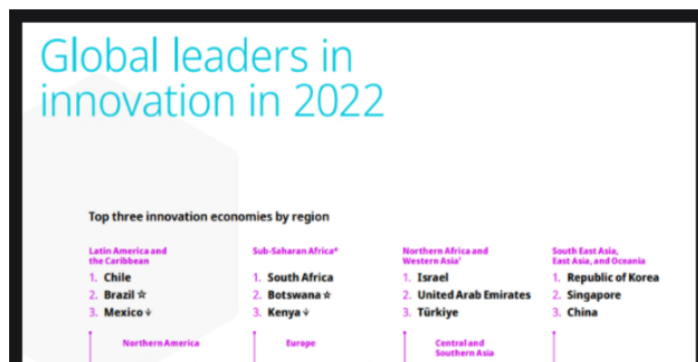 Global leaders in
innovation in 2022
Top three innovation economies by region
Latin America and
the Caribbean
1. Chile
2. Brazil ☆
3. Mexico ↓
Sub-Saharan Africa*
1. South Africa
2. Botswana ☆
3. Kenya ↓
Northern Africa and
Western Asia†
1. Israel
2. United Arab Emirates
3. Türkiye
South East Asia,
East Asia, and Oceania
1. Republic of Korea
2. Singapore
3. China
Northern America
Europe
Central and
Southern Asia